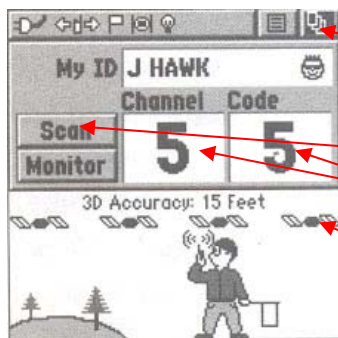 My ID J HAWK
Channel Code
Scan
5 5
Monitor
3D Accuracy: 15 Feet